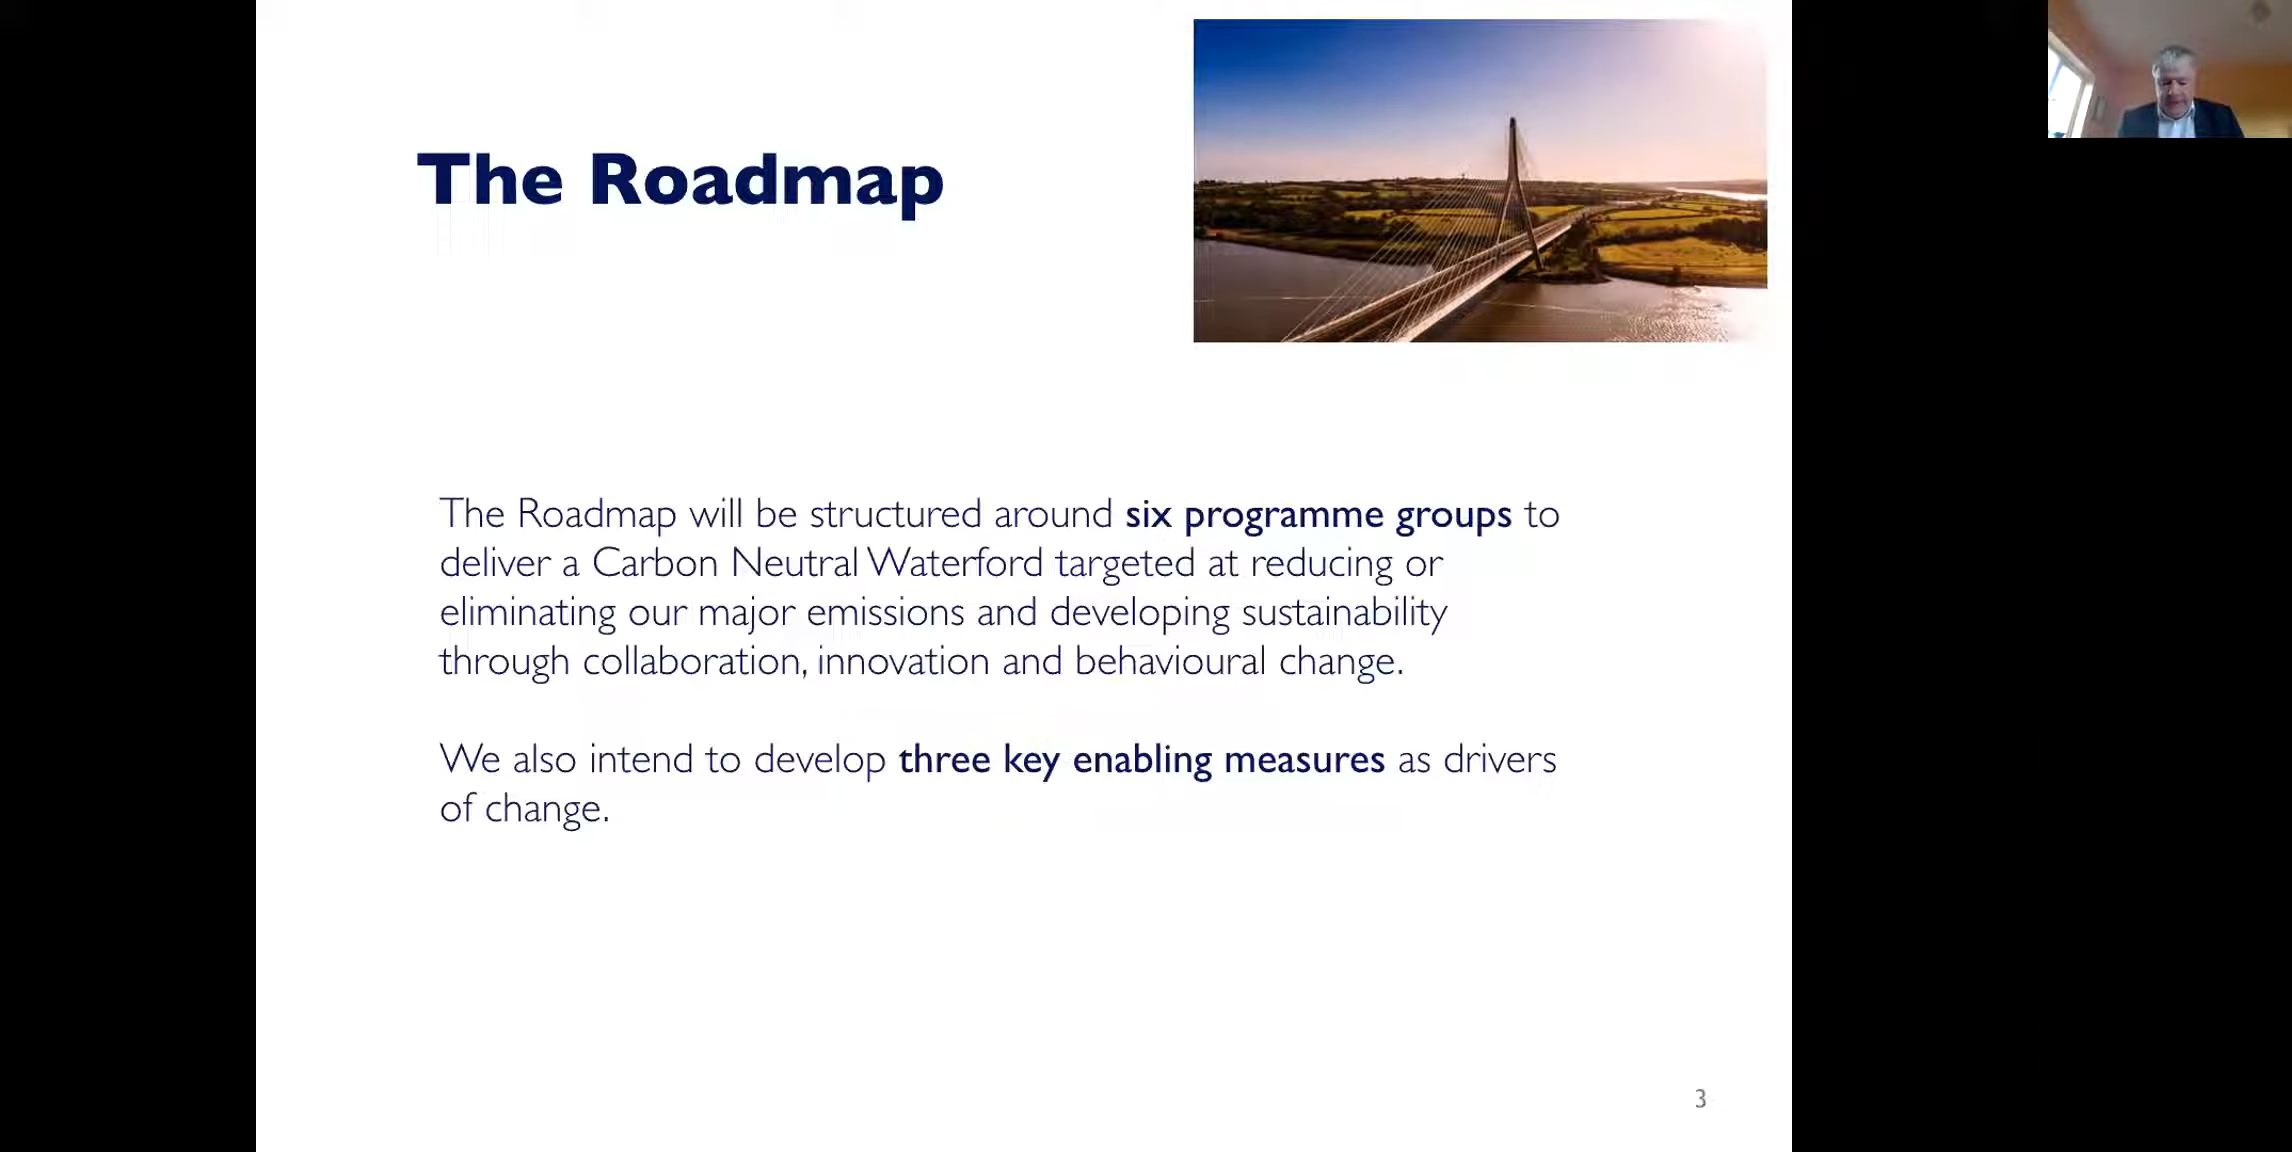 The Roadmap
The Roadmap will be structured around six programme groups to
deliver a Carbon Neutral Waterford targeted at reducing or
eliminating our major emissions and developing sustainability
through collaboration, innovation and behavioural change.
We also intend to develop three key enabling measures as drivers
of change.
3